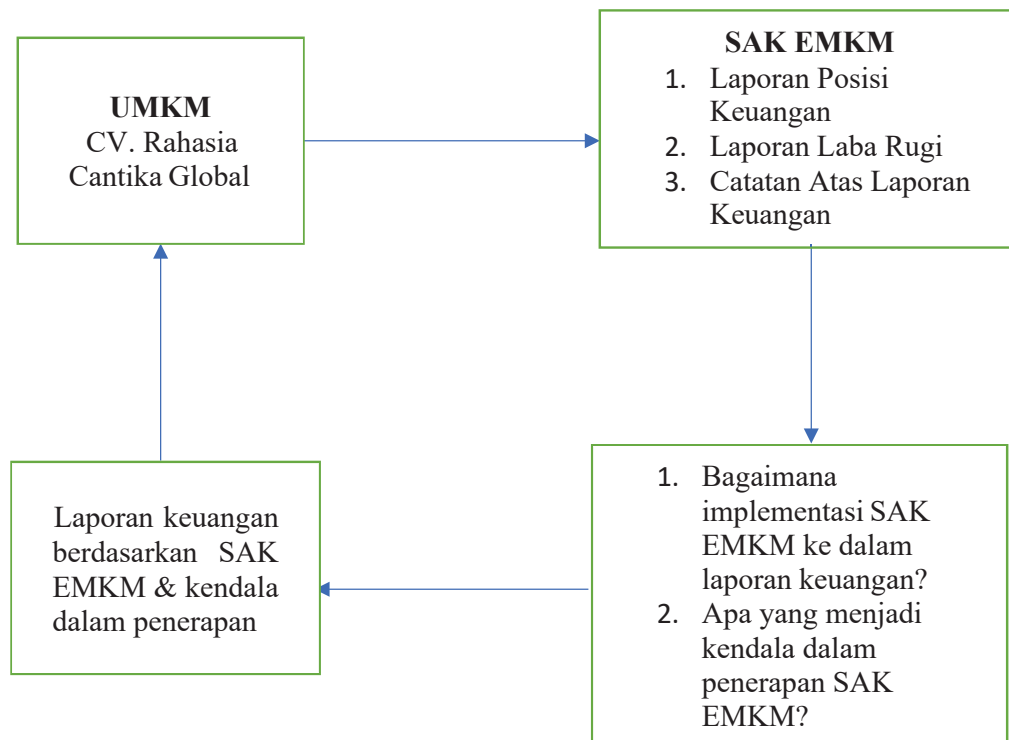 UMKM
CV. Rahasia
Cantika Global
SAK EMKM
1. Laporan Posisi
Keuangan
2. Laporan Laba Rugi
3. Catatan Atas Laporan
Keuangan
1. Bagaimana
implementasi SAK
EMKM ke dalam
laporan keuangan?
2. Apa yang menjadi
kendala dalam
penerapan SAK
EMKM?
Laporan keuangan
berdasarkan SAK
EMKM & kendala
dalam penerapan